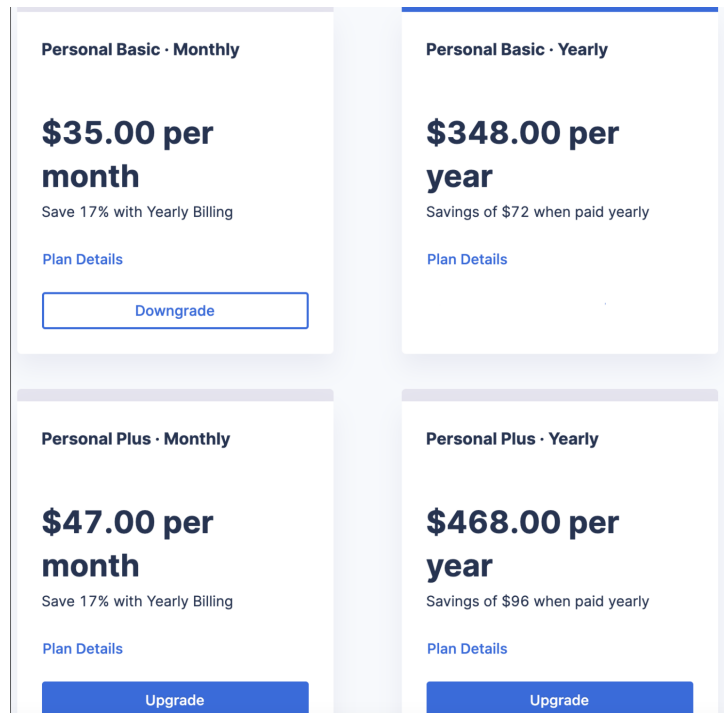 Personal Basic · Monthly
$35.00 per
month
Save 17% with Yearly Billing
Plan Details
Downgrade
Personal Basic · Yearly
$348.00 per
year
Savings of $72 when paid yearly
Plan Details
Personal Plus · Monthly
$47.00 per
month
Save 17% with Yearly Billing
Plan Details
Upgrade
Personal Plus · Yearly
$468.00 per
year
Savings of $96 when paid yearly
Plan Details
Upgrade